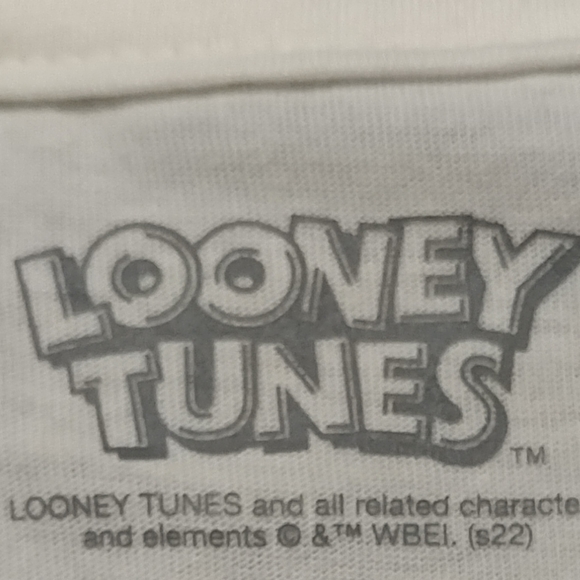 LOONEY
TUNES
TM
LOONEY TUNES and all related characte
and elements © &™ WBEI. (s22)